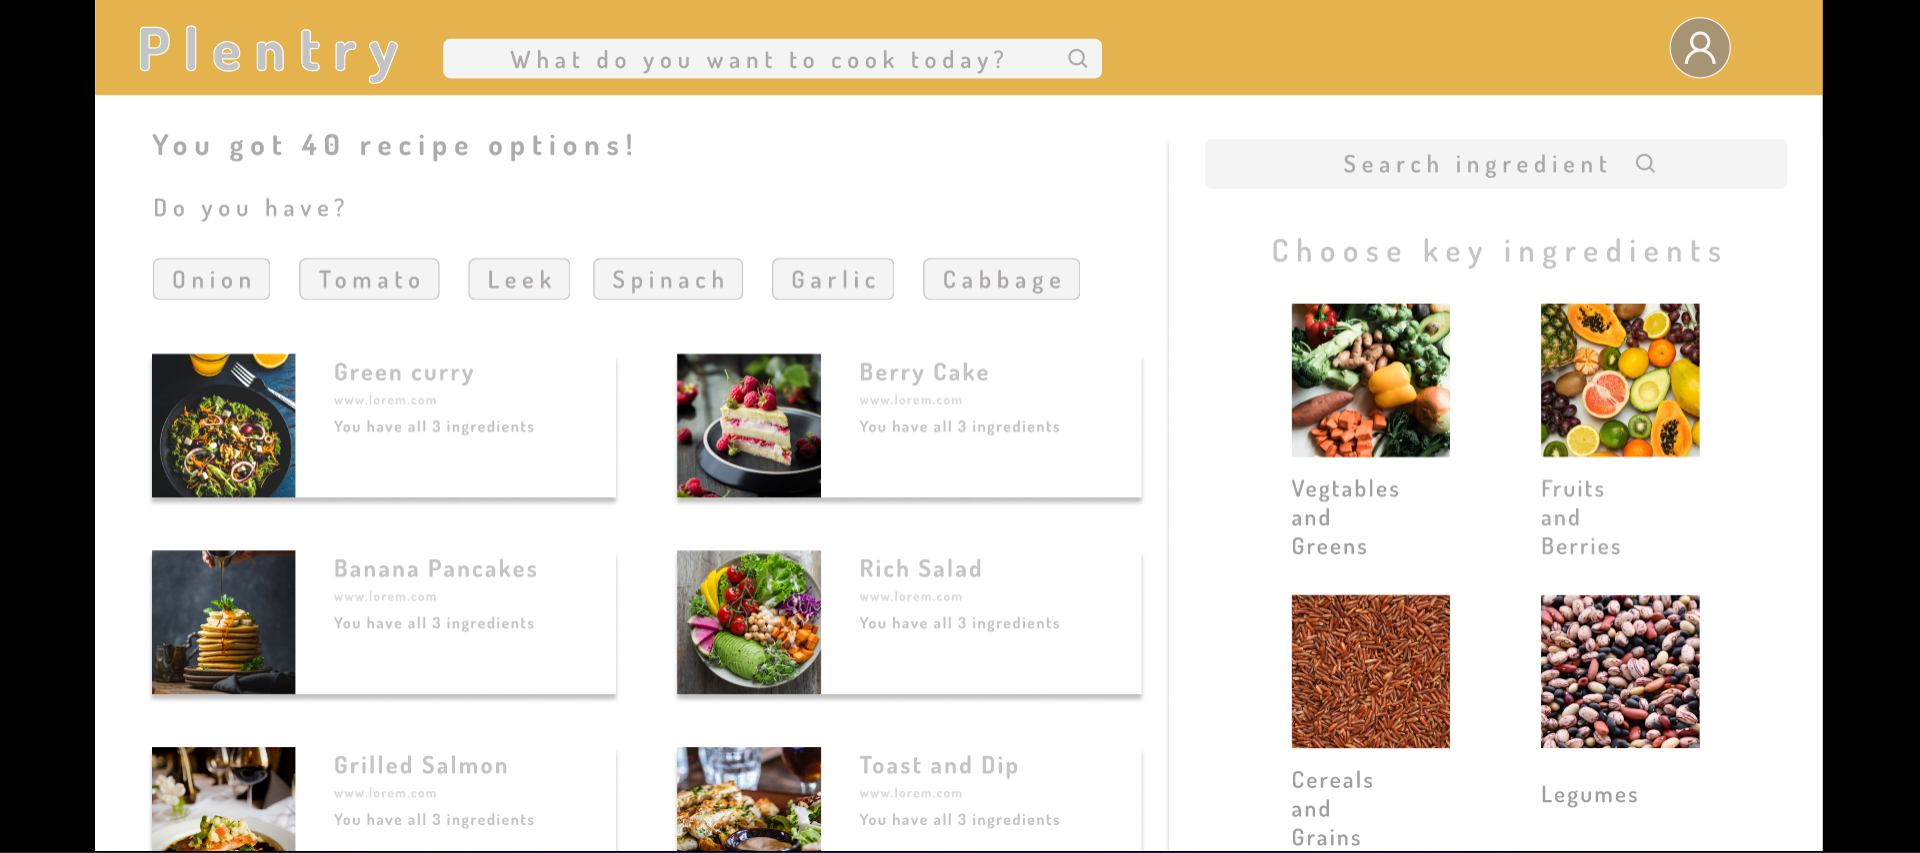 Plentry
What do you want to cook today?
You got 40 recipe options!
Do you have?
Onion
Tomato
Leek
Spinach
Garlic
Cabbage
Green curry
www.lorem.com
You have all 3 ingredients
Berry Cake
www.lorem.com
You have all 3 ingredients
Banana Pancakes
www.lorem.com
You have all 3 ingredients
Rich Salad
www.lorem.com
You have all 3 ingredients
Grilled Salmon
www.lorem.com
You have all 3 ingredients
Toast and Dip
www.lorem.com
You have all 3 ingredients
Search ingredient
Choose key ingredients
Vegtables
and
Greens
Fruits
and
Berries
Cereals
and
Grains
Legumes